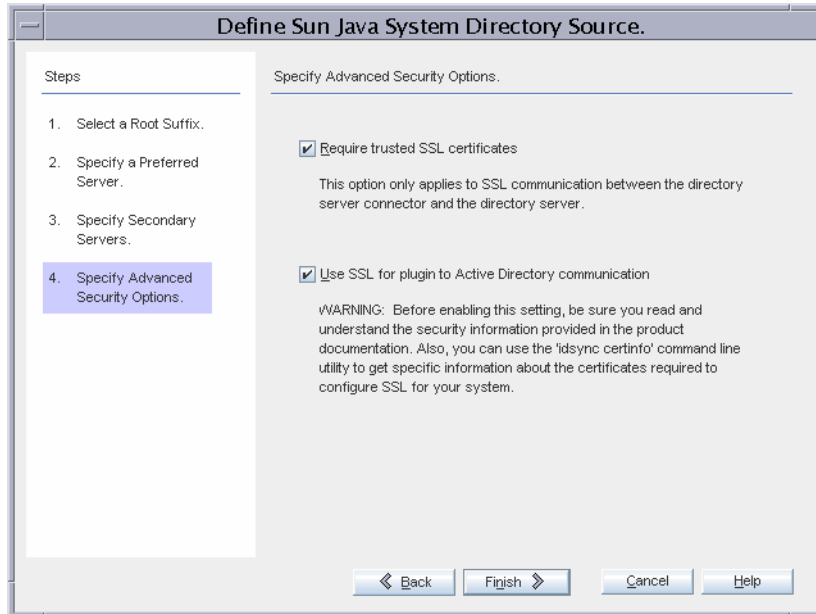 Define Sun Java System Directory Source.
Steps
1. Select a Root Suffix.
2. Specify a Preferred
Server.
3. Specify Secondary
Servers.
4. Specify Advanced
Security Options.
Specify Advanced Security Options.
Require trusted SSL certificates
This option only applies to SSL communication between the directory
server connector and the directory server.
Use SSL for plugin to Active Directory communication
WARNING: Before enabling this setting, be sure you read and
understand the security information provided in the product
documentation. Also, you can use the 'idsync certinfo' command line
utility to get specific information about the certificates required to
configure SSL for your system.
Back
Finish
Cancel
Help